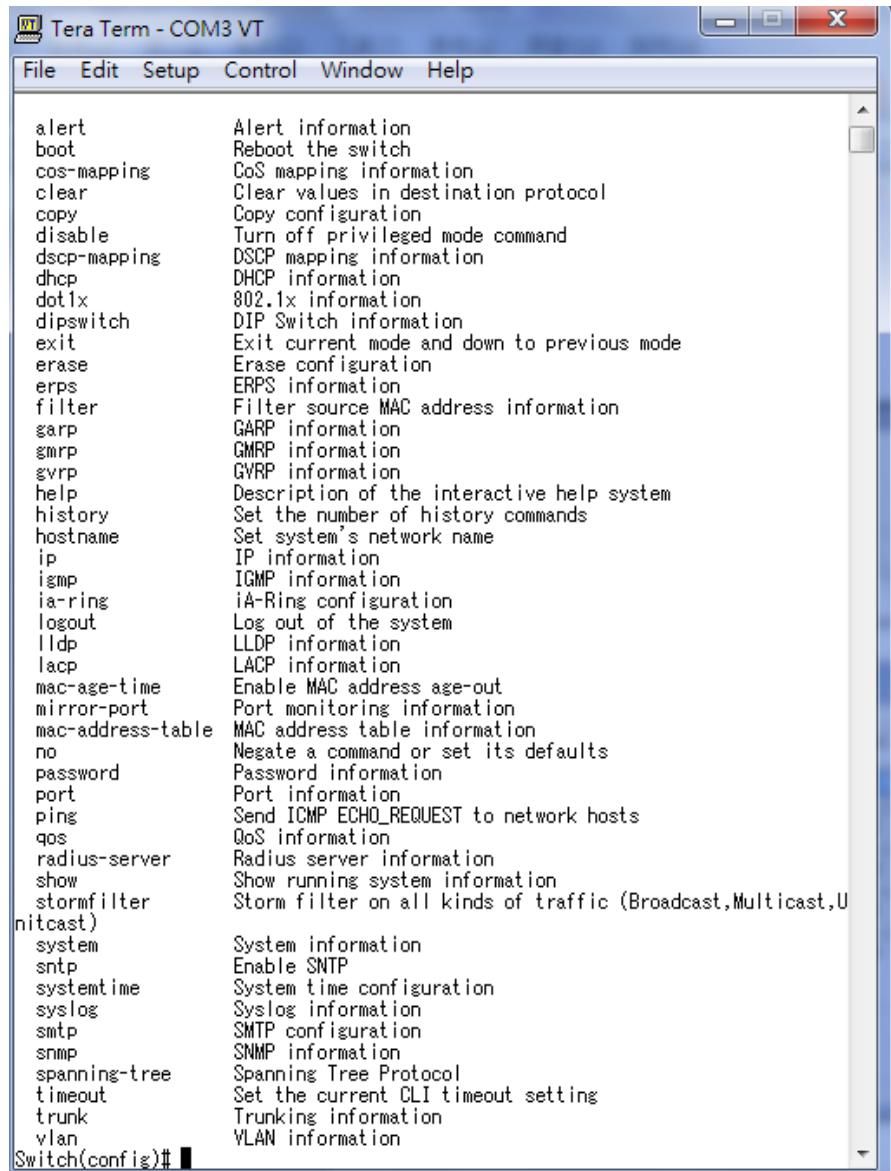 Tera Term - COM3 VT
File Edit Setup Control Window Help
alert Alert information
boot Reboot the switch
cos-mapping CoS mapping information
clear Clear values in destination protocol
copy Copy configuration
disable Turn off privileged mode command
dscp-mapping DSCP mapping information
dhcp DHCP information
dot1x 802.1x information
dipswitch DIP Switch information
exit Exit current mode and down to previous mode
erase Erase configuration
erps ERPS information
filter Filter source MAC address information
garp GARP information
gmrp GMRP information
gvrp GVRP information
help Description of the interactive help system
history Set the number of history commands
hostname Set system's network name
ip IP information
igmp IGMP information
ia-ring iA-Ring configuration
logout Log out of the system
lldp LLDP information
lacp LACP information
mac-age-time Enable MAC address age-out
mirror-port Port monitoring information
mac-address-table MAC address table information
no Negate a command or set its defaults
password Password information
port Port information
ping Send ICMP ECHO_REQUEST to network hosts
qos QoS information
radius-server Radius server information
show Show running system information
stormfilter Storm filter on all kinds of traffic (Broadcast,Multicast,U
nitcast)
system System information
sntp Enable SNTP
systemtime System time configuration
syslog Syslog information
smtp SMTP configuration
snmp SNMP information
spanning-tree Spanning Tree Protocol
timeout Set the current CLI timeout setting
trunk Trunking information
vlan VLAN information
Switch(config)#